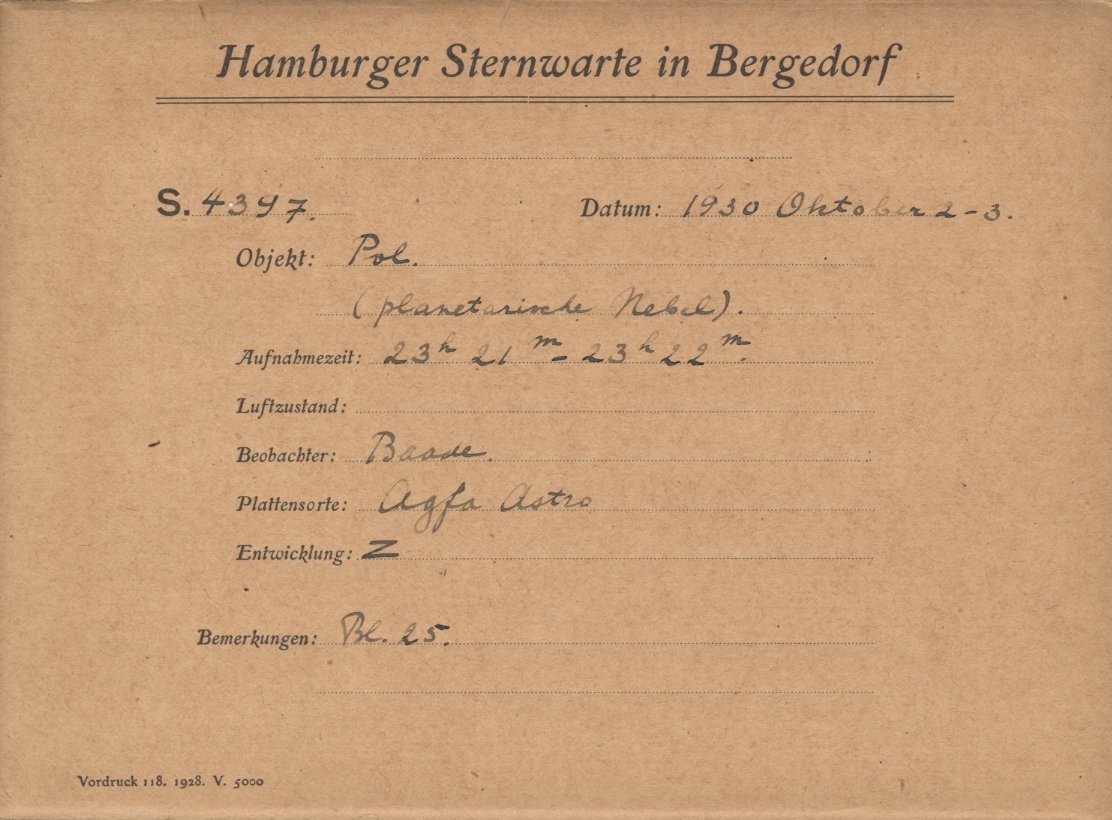 Hamburger Sternwarte in Bergedorf
S. 4397. Datum: 1930 Oktober 2-3.
Objekt: Pol.
(planetarische Nebel).
Aufnahmezeit: 23h 21m - 23h 22m.
Luftzustand:
Beobachter: Baade.
Plattensorte: Agfa Astro
Entwicklung: Z
Bemerkungen: Bl. 25.
Vordruck 118. 1928. V. 5000